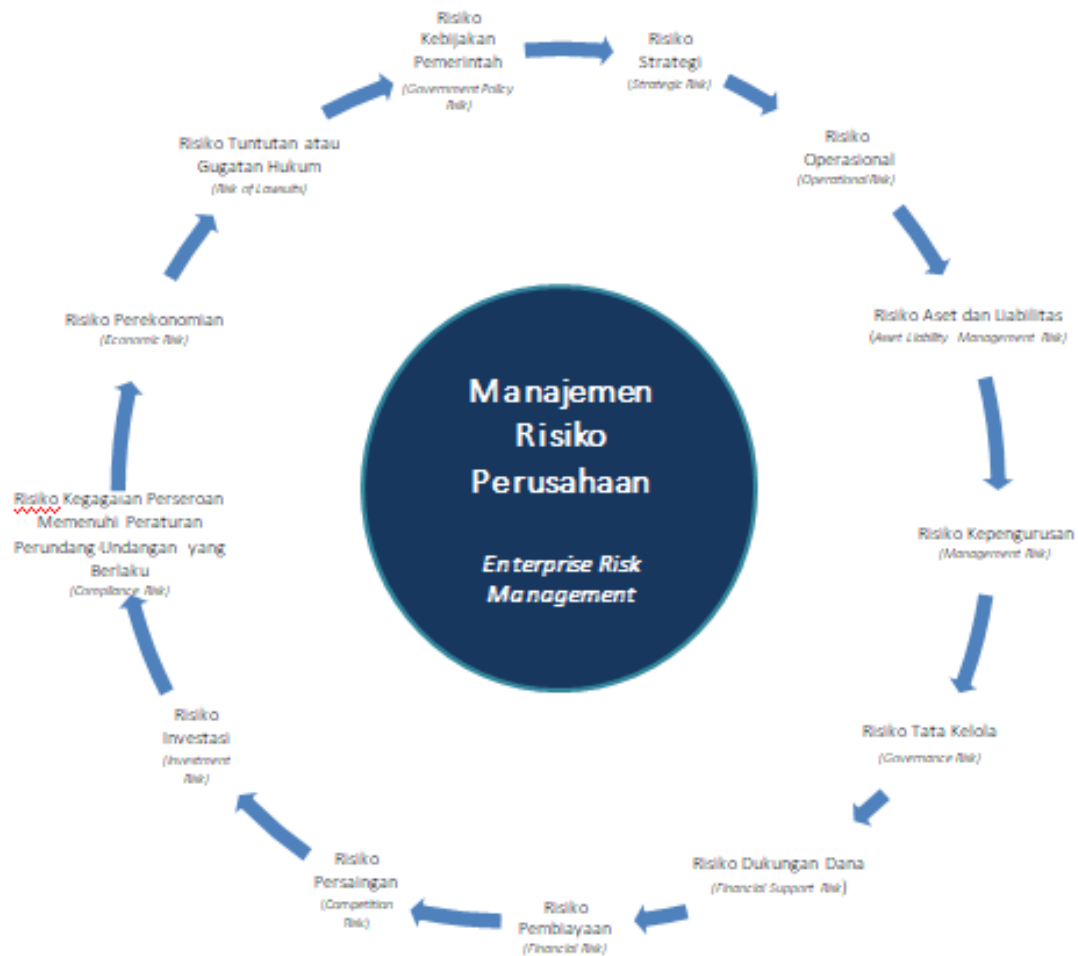 Risiko
Kebijakan
Pemerintah
(Government Policy
Risk)
Risiko
Strategi
(Strategic Risk)
Risiko
Operasional
(Operational Risk)
Risiko Aset dan Liabilitas
(Asset Liability Management Risk)
Risiko Kepengurusan
(Management Risk)
Risiko Tata Kelola
(Governance Risk)
Risiko Dukungan Dana
(Financial Support Risk)
Risiko
Pembiayaan
(Financial Risk)
Risiko
Persaingan
(Competition
Risk)
Risiko
Investasi
(Investment
Risk)
Risiko Kegagalan Perseroan
Memenuhi Peraturan
Perundang-Undangan yang
Berlaku
(Compliance Risk)
Risiko Perekonomian
(Economic Risk)
Risiko Tuntutan atau
Gugatan Hukum
(Risk of Lawsuits)
Manajemen
Risiko
Perusahaan
Enterprise Risk
Management